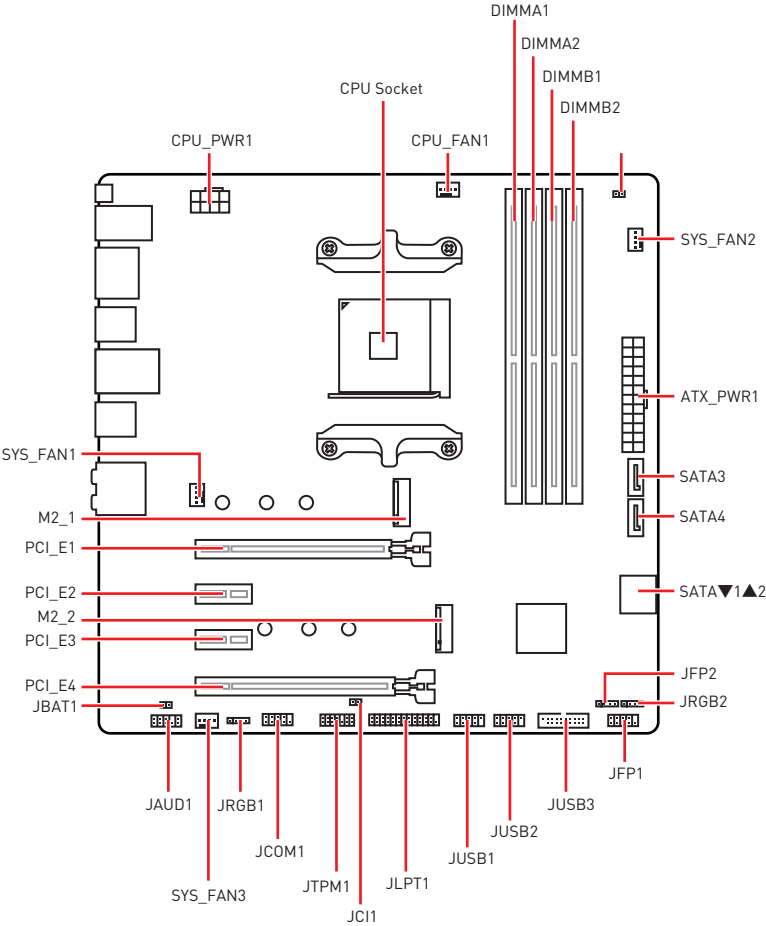 DIMMA1
DIMMA2
DIMMB1
DIMMB2
CPU Socket
CPU_PWR1
CPU_FAN1
SYS_FAN2
ATX_PWR1
SYS_FAN1
SATA3
SATA4
M2_1
PCI_E1
PCI_E2
SATA▼1▲2
M2_2
PCI_E3
JFP2
PCI_E4
JBAT1
JRGB2
JAUD1
JRGB1
JUSB3
JFP1
JUSB2
JCOM1
JUSB1
JTPM1
JLPT1
SYS_FAN3
JCI1